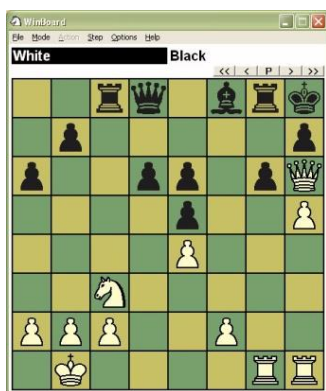 WinBoard
File Mode Action Step Options Help
White Black
<< < P > >>